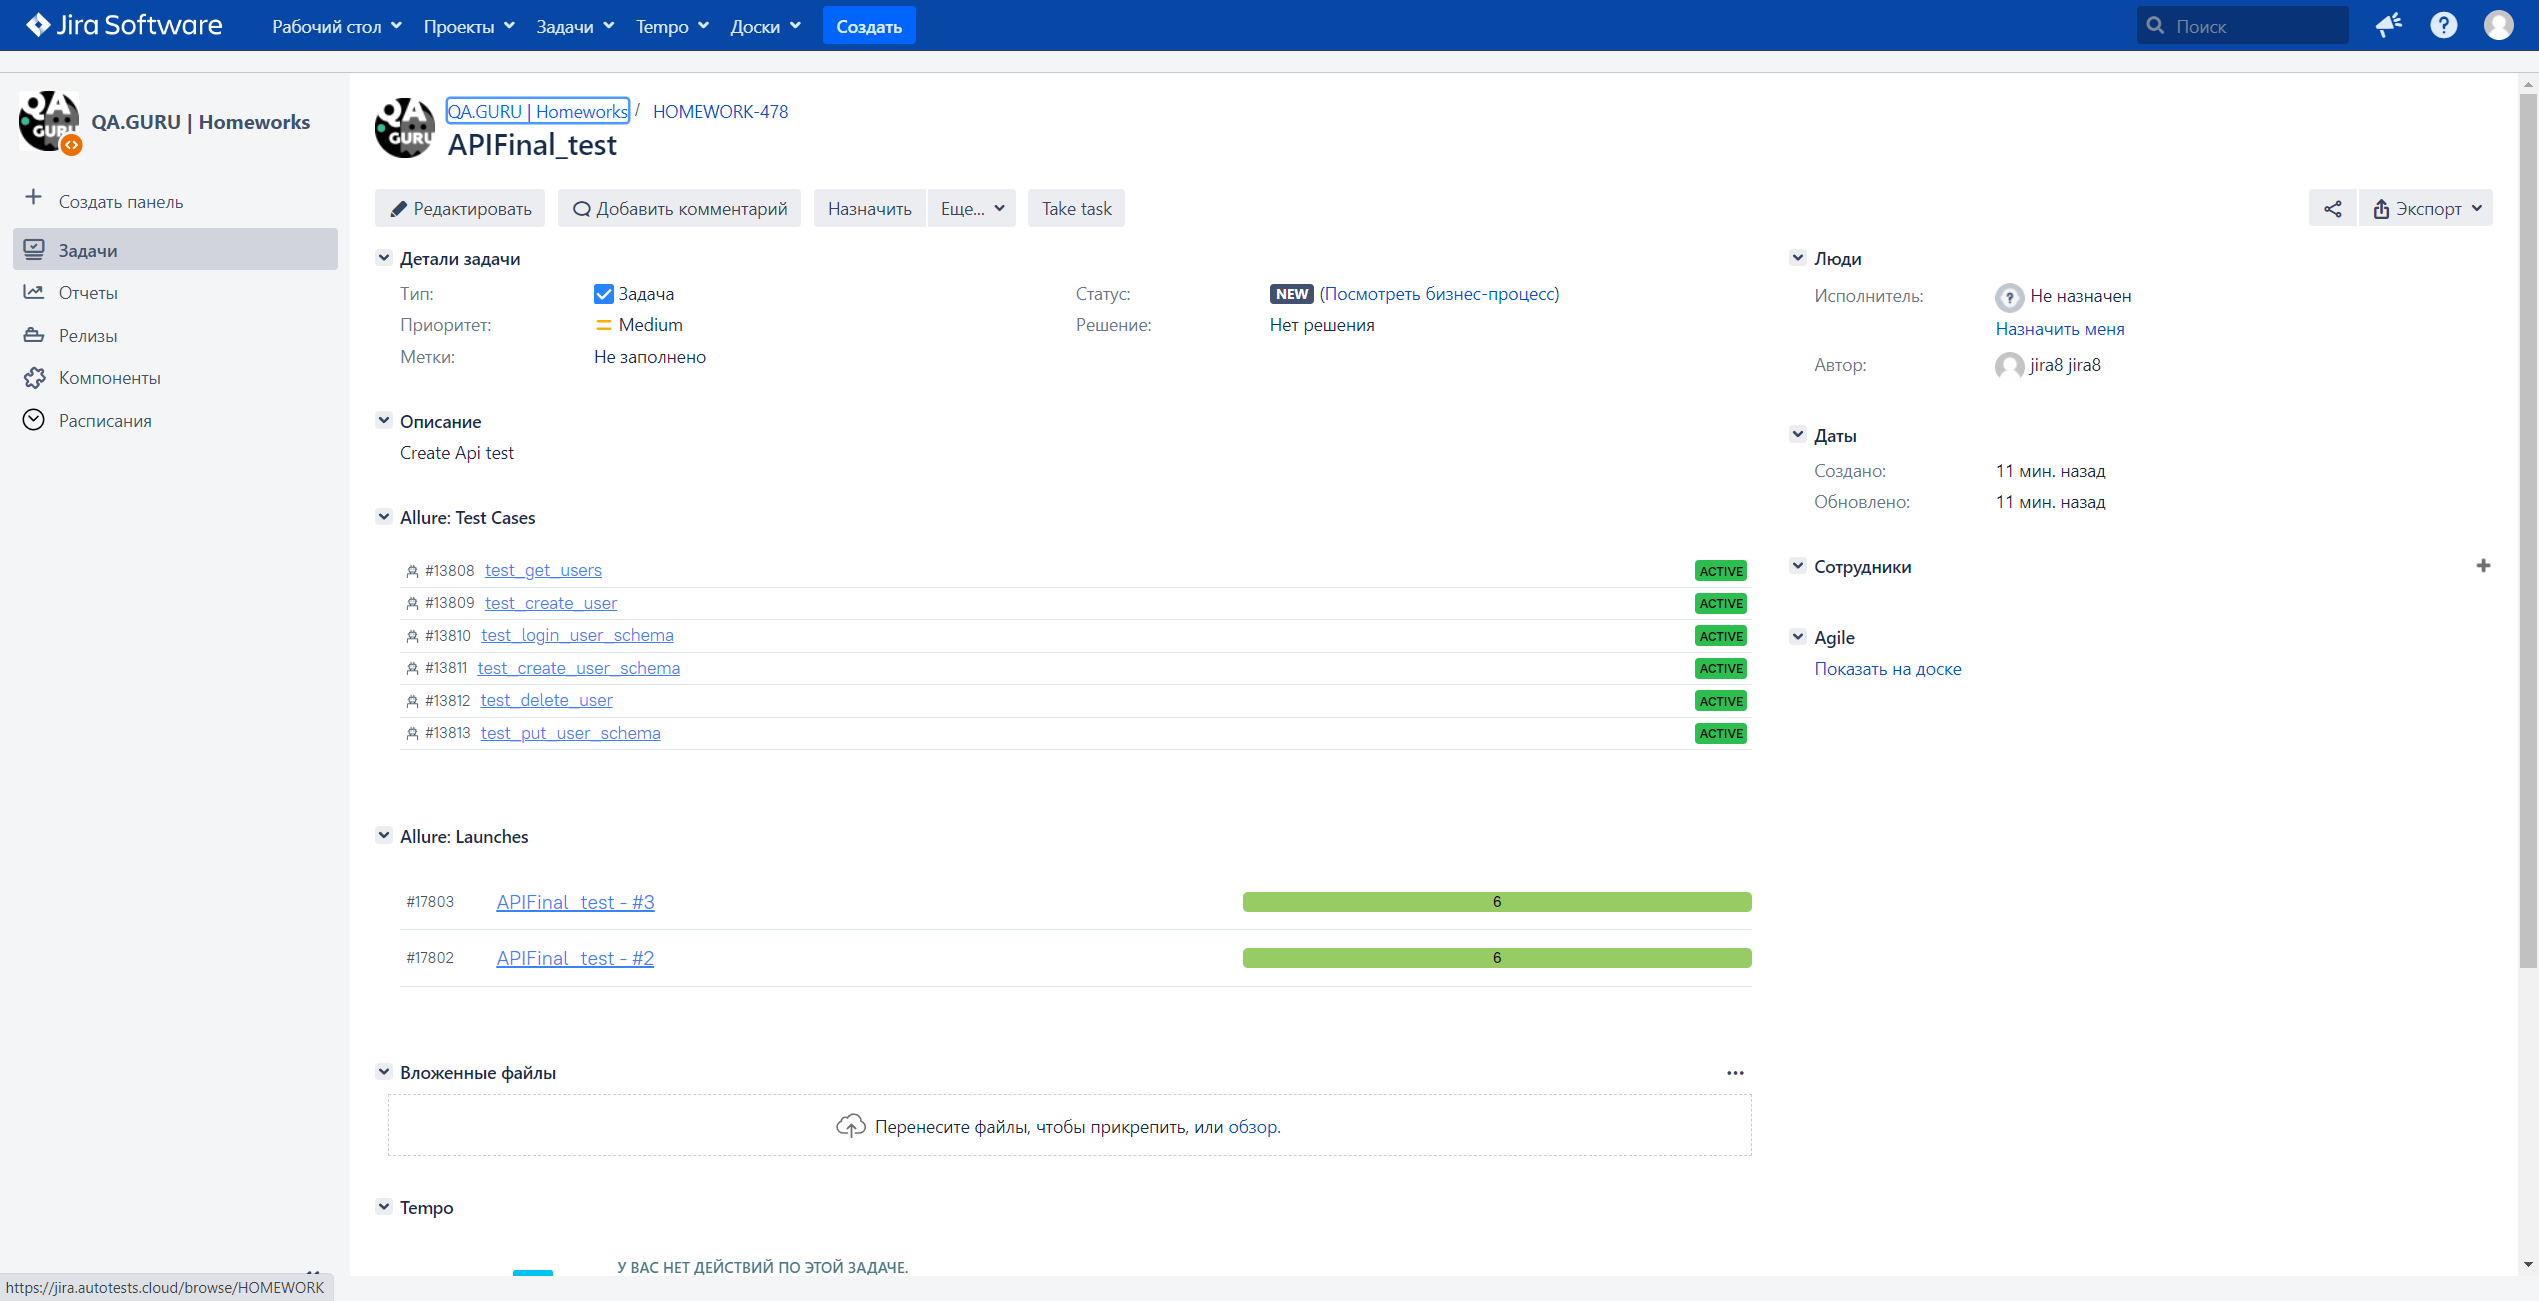 Jira Software
Рабочий стол
Проекты
Задачи
Tempo
Доски
Создать
Поиск
QA GURU
QA.GURU | Homeworks
Создать панель
Задачи
Отчеты
Релизы
Компоненты
Расписания
QA GURU
QA.GURU | Homeworks / HOMEWORK-478
APIFinal_test
Редактировать
Добавить комментарий
Назначить
Еще...
Take task
Экспорт
Детали задачи
Тип: Задача
Статус: NEW (Посмотреть бизнес-процесс)
Приоритет: Medium
Решение: Нет решения
Метки: Не заполнено
Описание
Create Api test
Allure: Test Cases
#13808 test_get_users ACTIVE
#13809 test_create_user ACTIVE
#13810 test_login_user_schema ACTIVE
#13811 test_create_user_schema ACTIVE
#13812 test_delete_user ACTIVE
#13813 test_put_user_schema ACTIVE
Allure: Launches
#17803 APIFinal_test - #3 6
#17802 APIFinal_test - #2 6
Вложенные файлы
Перенесите файлы, чтобы прикрепить, или обзор.
Tempo
У ВАС НЕТ ДЕЙСТВИЙ ПО ЭТОЙ ЗАДАЧЕ.
Люди
Исполнитель: Не назначен
Назначить меня
Автор: jira8 jira8
Даты
Создано: 11 мин. назад
Обновлено: 11 мин. назад
Сотрудники
Agile
Показать на доске
https://jira.autotests.cloud/browse/HOMEWORK